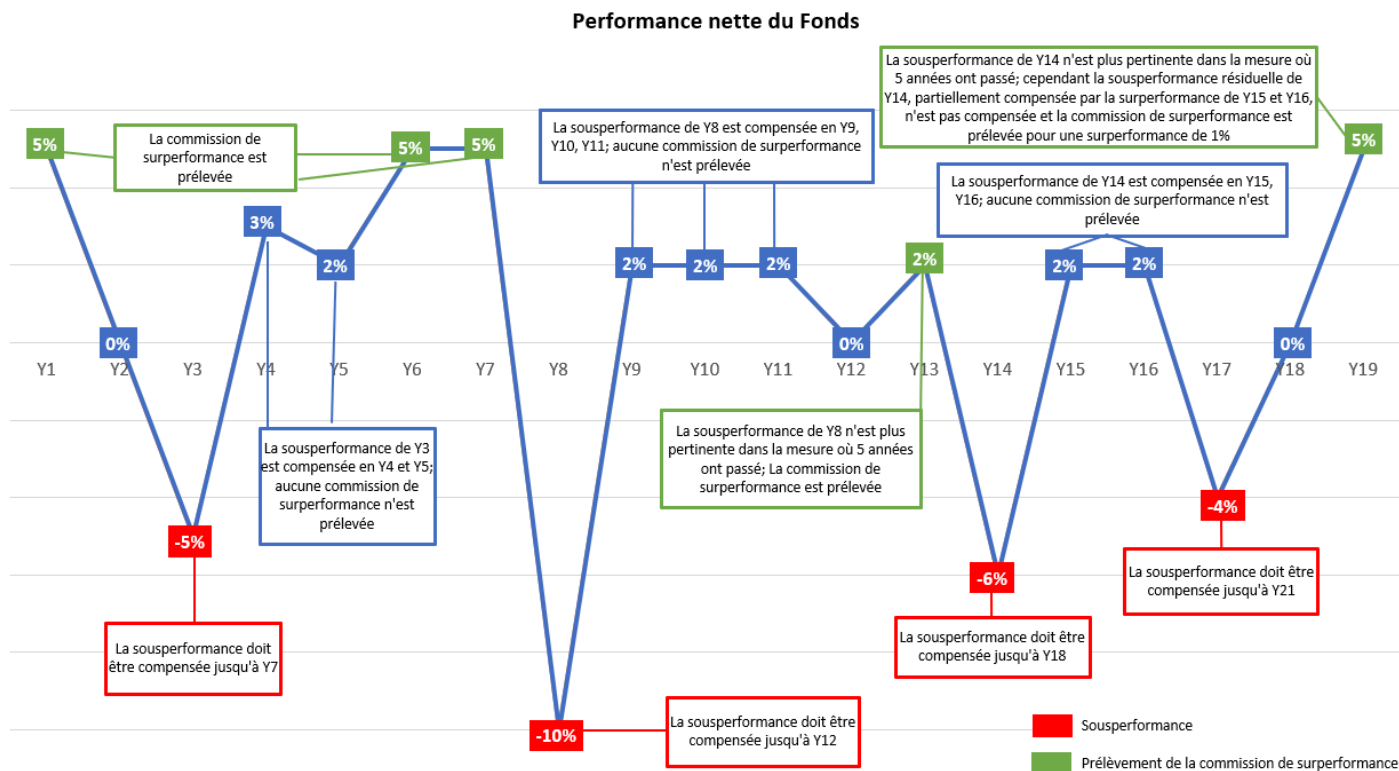 Performance nette du Fonds
La sousperformance de Y14 n'est plus pertinente dans la mesure où
5 années ont passé; cependant la sousperformance résiduelle de
Y14, partiellement compensée par la surperformance de Y15 et Y16,
n'est pas compensée et la commission de surperformance est
prélevée pour une surperformance de 1%
La commission de
surperformance est
prélevée
La sousperformance de Y8 est compensée en Y9,
Y10, Y11; aucune commission de surperformance
n'est prélevée
La sousperformance de Y14 est compensée en Y15,
Y16; aucune commission de surperformance n'est
prélevée
5%
0%
-5%
3%
2%
5%
5%
-10%
2%
2%
2%
0%
2%
-6%
2%
2%
-4%
0%
5%
Y1
Y2
Y3
Y4
Y5
Y6
Y7
Y8
Y9
Y10
Y11
Y12
Y13
Y14
Y15
Y16
Y17
Y18
Y19
La sousperformance de Y3
est compensée en Y4 et Y5;
aucune commission de
surperformance n'est
prélevée
La sousperformance de Y8 n'est plus
pertinente dans la mesure où 5 années
ont passé; La commission de
surperformance est prélevée
La sousperformance doit
être compensée jusqu'à Y7
La sousperformance doit être
compensée jusqu'à Y12
La sousperformance doit être
compensée jusqu'à Y18
La sousperformance doit être
compensée jusqu'à Y21
Sousperformance
Prélèvement de la commission de surperformance